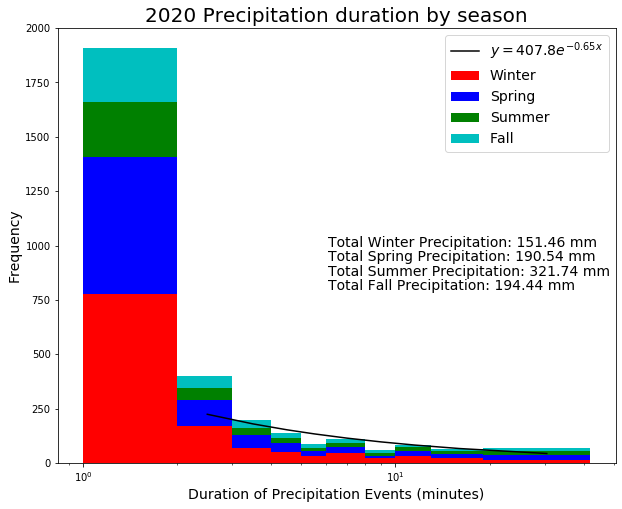 2020 Precipitation duration by season
y = 407.8e^{-0.65x}
Winter
Spring
Summer
Fall
Total Winter Precipitation: 151.46 mm
Total Spring Precipitation: 190.54 mm
Total Summer Precipitation: 321.74 mm
Total Fall Precipitation: 194.44 mm
Frequency
2000
1750
1500
1250
1000
750
500
250
0
10^0
10^1
Duration of Precipitation Events (minutes)